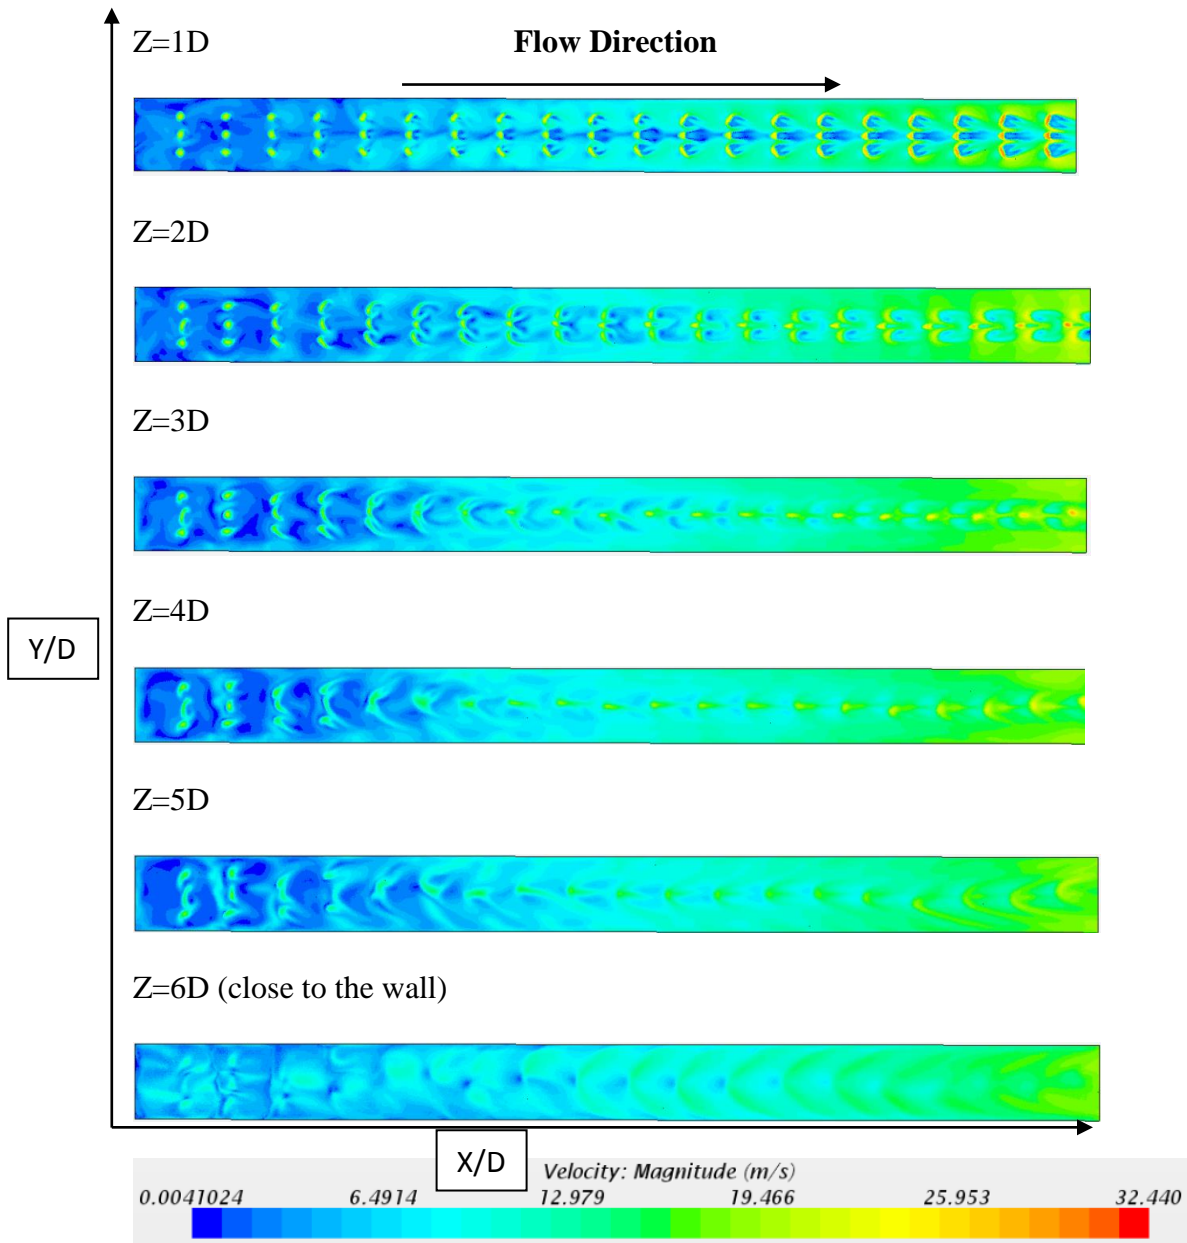 Z=1D
Flow Direction
Z=2D
Z=3D
Z=4D
Y/D
Z=5D
Z=6D (close to the wall)
X/D
Velocity: Magnitude (m/s)
0.0041024 6.4914 12.979 19.466 25.953 32.440